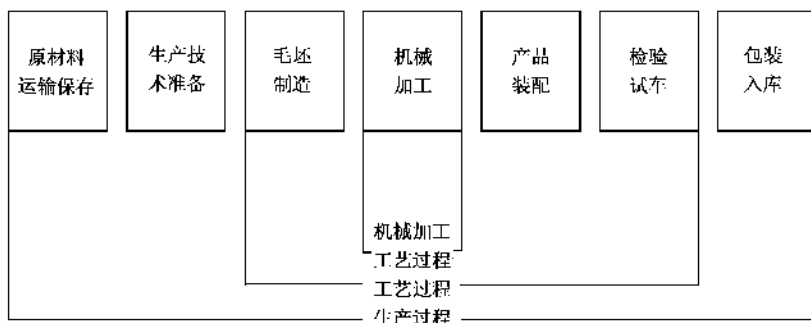 原材料
运输保存
生产技
术准备
毛坯
制造
机械
加工
产品
装配
检验
试车
包装
入库
机械加工
工艺过程
工艺过程
生产过程